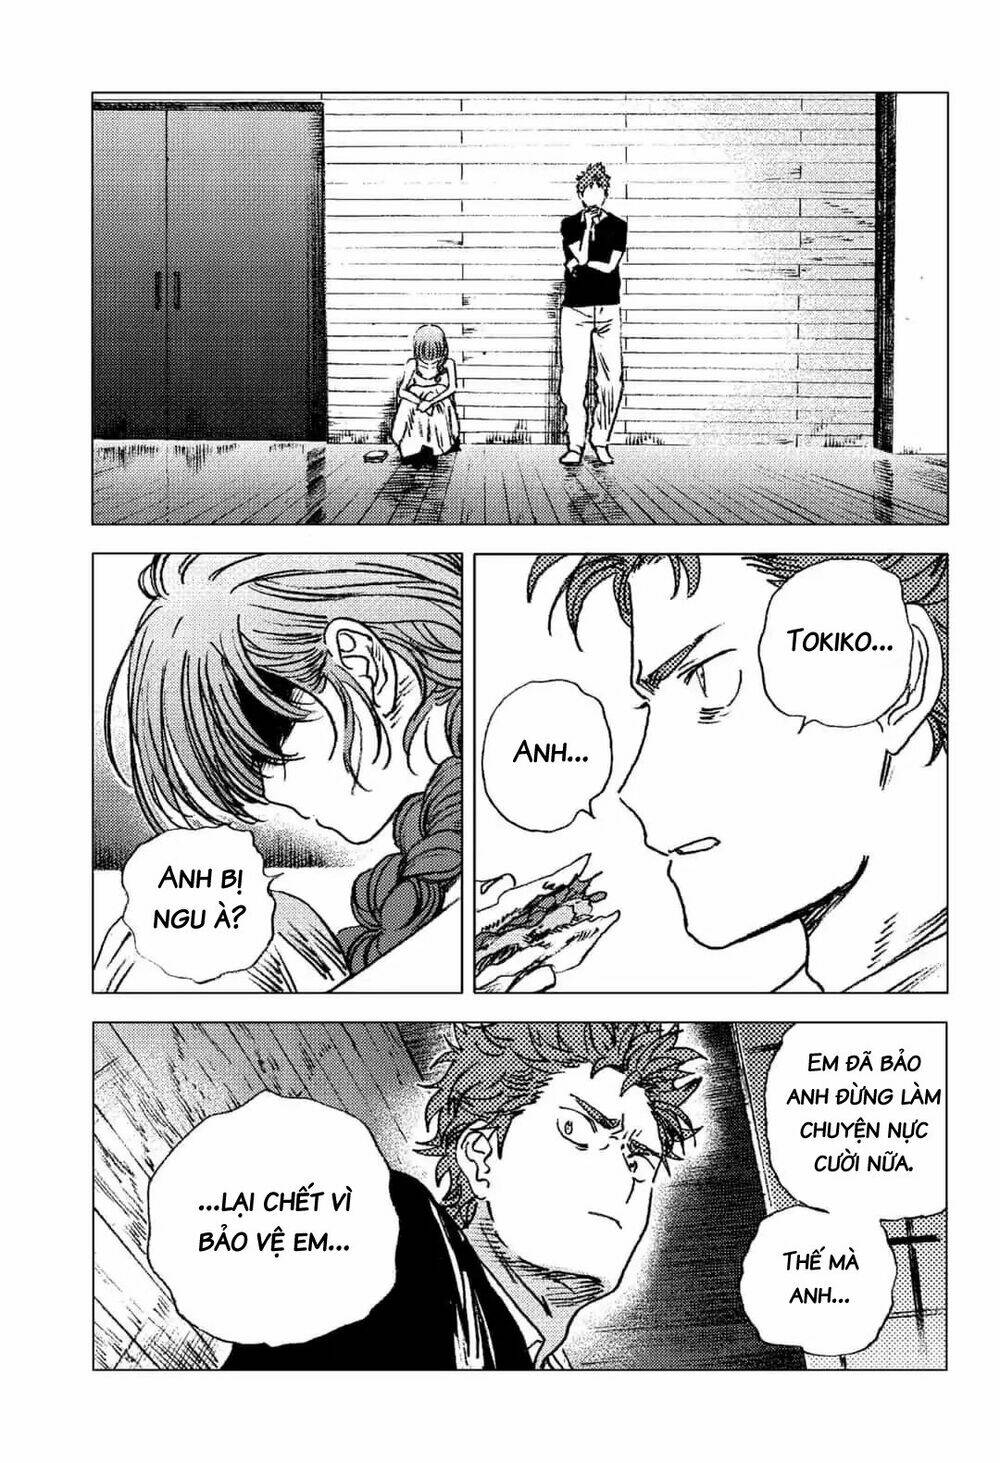 TOKIKO...
ANH...
ANH BỊ
NGU À?
EM ĐÃ BẢO
ANH ĐỪNG LÀM
CHUYỆN NỰC
CƯỜI NỮA.
THẾ MÀ
ANH...
...LẠI CHẾT VÌ
BẢO VỆ EM...